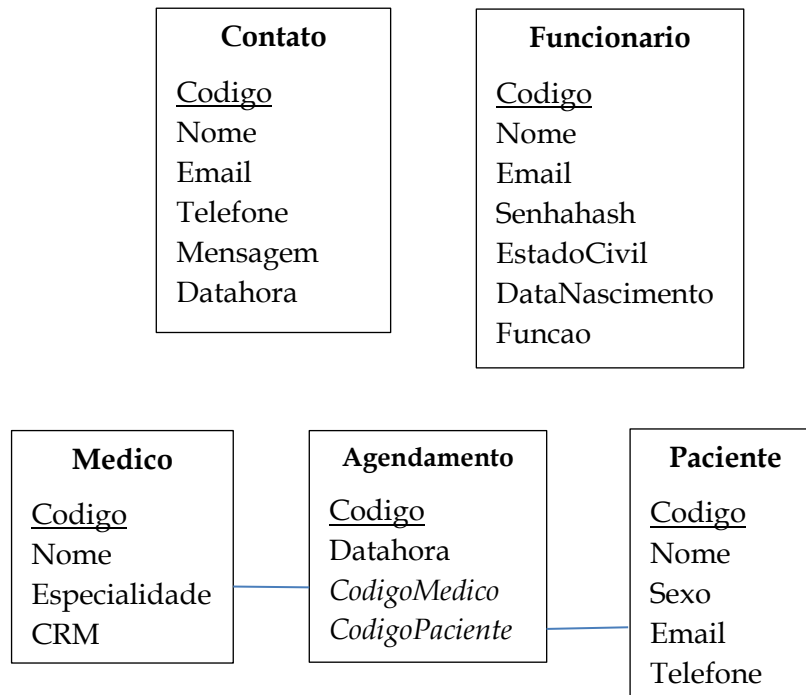 Contato
Codigo
Nome
Email
Telefone
Mensagem
Datahora
Funcionario
Codigo
Nome
Email
Senhahash
EstadoCivil
DataNascimento
Funcao
Medico
Codigo
Nome
Especialidade
CRM
Agendamento
Codigo
Datahora
CodigoMedico
CodigoPaciente
Paciente
Codigo
Nome
Sexo
Email
Telefone